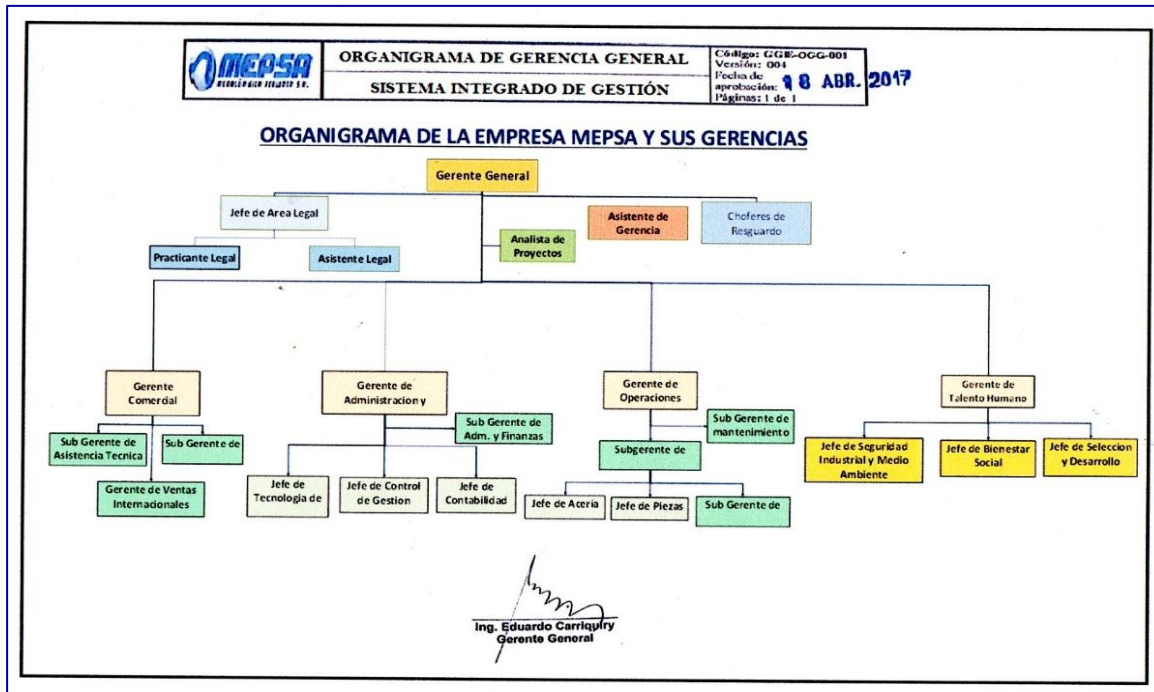 MEPSA
METALÚRGICA PERUANA S.A.
ORGANIGRAMA DE GERENCIA GENERAL
SISTEMA INTEGRADO DE GESTIÓN
Código: GGE-OGG-001
Versión: 004
Fecha de
aprobación: 18 ABR. 2017
Páginas: 1 de 1
ORGANIGRAMA DE LA EMPRESA MEPSA Y SUS GERENCIAS
Gerente General
Jefe de Area Legal
Practicante Legal
Asistente Legal
Analista de
Proyectos
Asistente de
Gerencia
Choferes de
Resguardo
Gerente
Comercial
Sub Gerente de
Asistencia Tecnica
Sub Gerente de
Gerente de Ventas
Internacionales
Gerente de
Administracion y
Sub Gerente de
Adm. y Finanzas
Jefe de
Tecnologia de
Jefe de Control
de Gestion
Jefe de
Contabilidad
Gerente de
Operaciones
Sub Gerente de
mantenimiento
Subgerente de
Jefe de Acería
Jefe de Piezas
Sub Gerente de
Gerente de
Talento Humano
Jefe de Seguridad
Industrial y Medio
Ambiente
Jefe de Bienestar
Social
Jefe de Seleccion
y Desarrollo
Ing. Eduardo Carriquiry
Gerente General